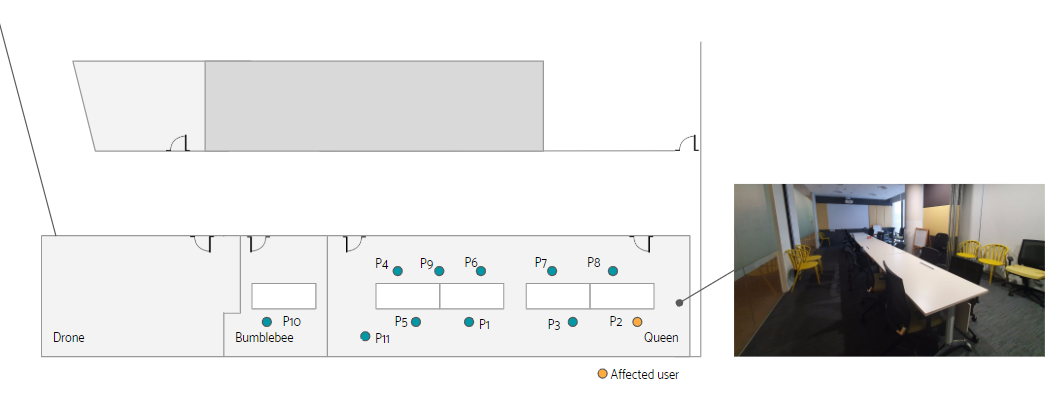 P4
P9
P6
P7
P8
P10
P5
P1
P3
P2
P11
Drone
Bumblebee
Queen
Affected user